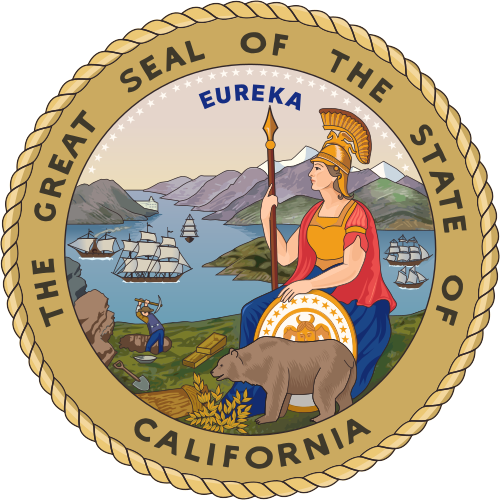 THE GREAT SEAL OF THE STATE OF
CALIFORNIA
EUREKA